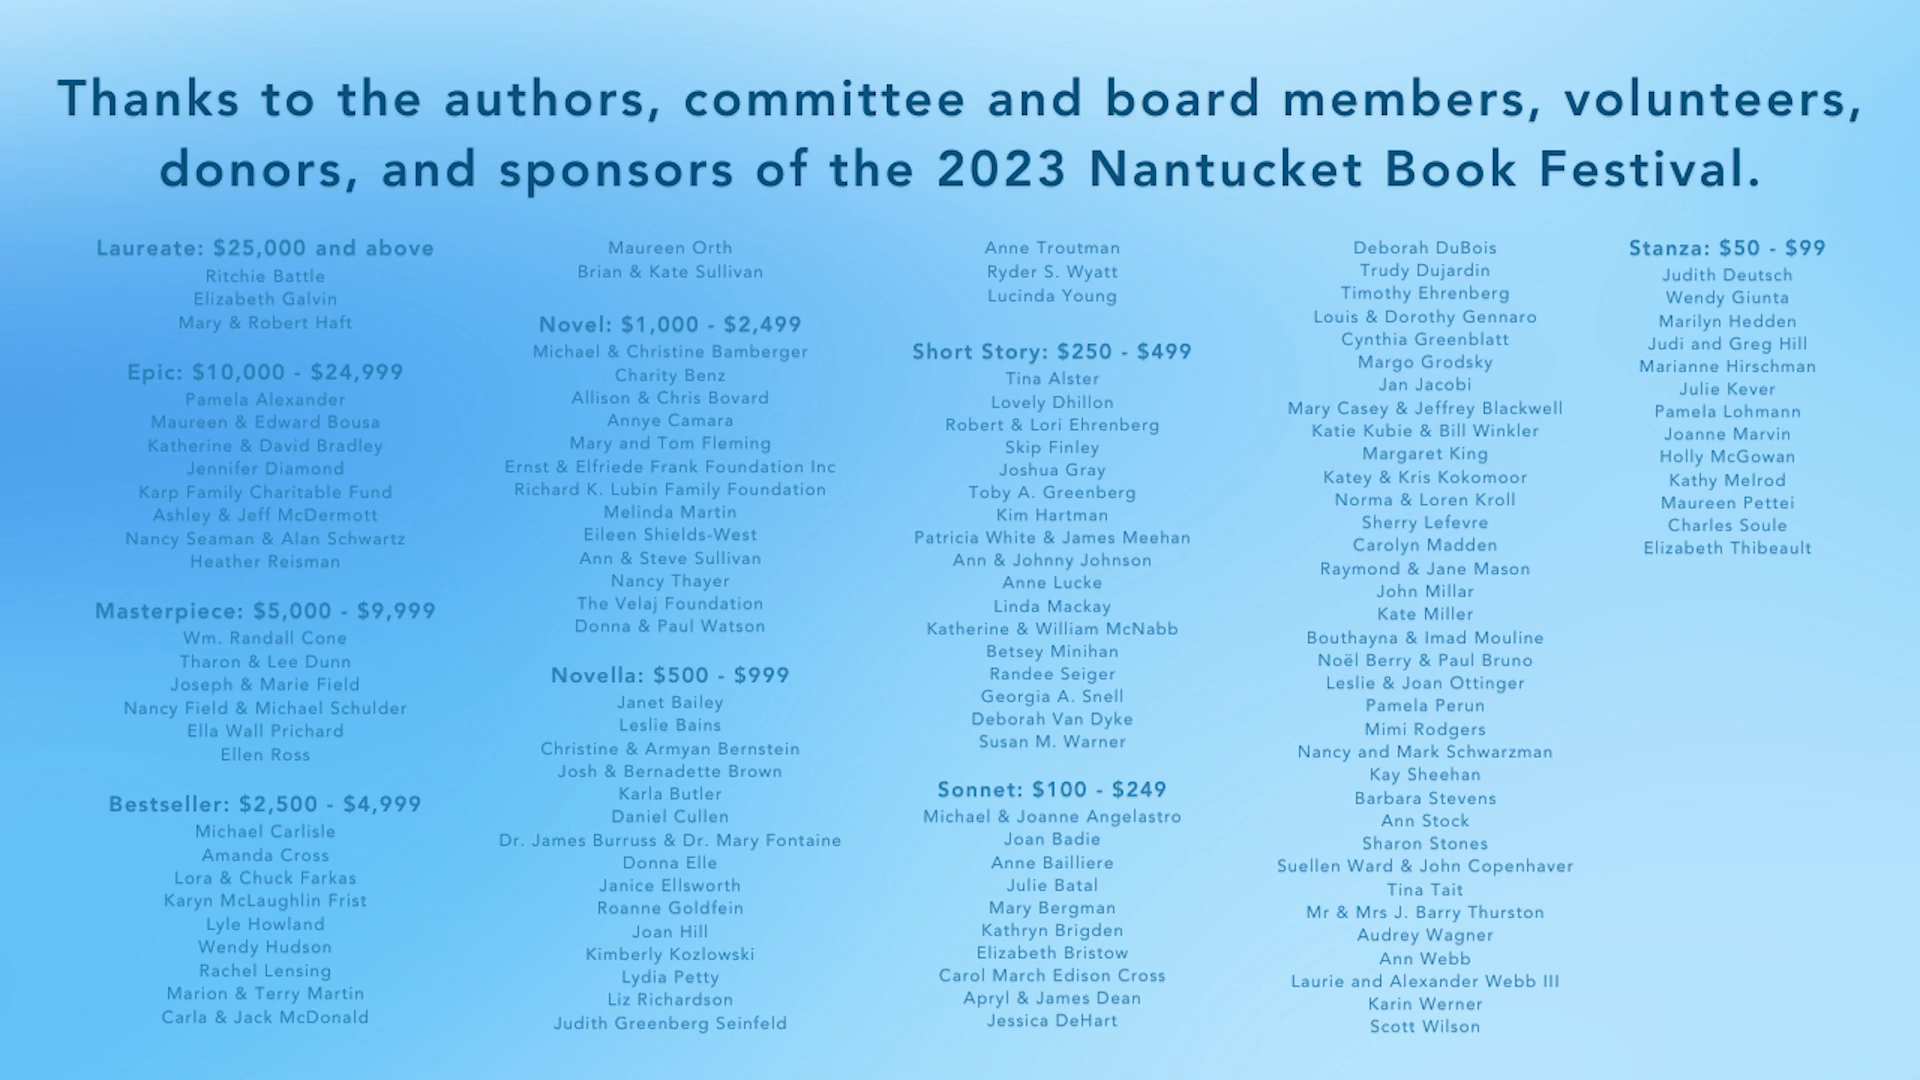 Thanks to the authors, committee and board members, volunteers,
donors, and sponsors of the 2023 Nantucket Book Festival.
Laureate: $25,000 and above
Ritchie Battle
Elizabeth Galvin
Mary & Robert Haft
Epic: $10,000 - $24,999
Pamela Alexander
Maureen & Edward Bousa
Katherine & David Bradley
Jennifer Diamond
Karp Family Charitable Fund
Ashley & Jeff McDermott
Nancy Seaman & Alan Schwartz
Heather Reisman
Masterpiece: $5,000 - $9,999
Wm. Randall Cone
Tharon & Lee Dunn
Joseph & Marie Field
Nancy Field & Michael Schulder
Ella Wall Prichard
Ellen Ross
Bestseller: $2,500 - $4,999
Michael Carlisle
Amanda Cross
Lora & Chuck Farkas
Karyn McLaughlin Frist
Lyle Howland
Wendy Hudson
Rachel Lensing
Marion & Terry Martin
Carla & Jack McDonald
Maureen Orth
Brian & Kate Sullivan
Novel: $1,000 - $2,499
Michael & Christine Bamberger
Charity Benz
Allison & Chris Bovard
Annye Camara
Mary and Tom Fleming
Ernst & Elfriede Frank Foundation Inc
Richard K. Lubin Family Foundation
Melinda Martin
Eileen Shields-West
Ann & Steve Sullivan
Nancy Thayer
The Velaj Foundation
Donna & Paul Watson
Novella: $500 - $999
Janet Bailey
Leslie Bains
Christine & Armyan Bernstein
Josh & Bernadette Brown
Karla Butler
Daniel Cullen
Dr. James Burruss & Dr. Mary Fontaine
Donna Elle
Janice Ellsworth
Roanne Goldfein
Joan Hill
Kimberly Kozlowski
Lydia Petty
Liz Richardson
Judith Greenberg Seinfeld
Anne Troutman
Ryder S. Wyatt
Lucinda Young
Short Story: $250 - $499
Tina Alster
Lovely Dhillon
Robert & Lori Ehrenberg
Skip Finley
Joshua Gray
Toby A. Greenberg
Kim Hartman
Patricia White & James Meehan
Ann & Johnny Johnson
Anne Lucke
Linda Mackay
Katherine & William McNabb
Betsey Minihan
Randee Seiger
Georgia A. Snell
Deborah Van Dyke
Susan M. Warner
Sonnet: $100 - $249
Michael & Joanne Angelastro
Joan Badie
Anne Bailliere
Julie Batal
Mary Bergman
Kathryn Brigden
Elizabeth Bristow
Carol March Edison Cross
Apryl & James Dean
Jessica DeHart
Deborah DuBois
Trudy Dujardin
Timothy Ehrenberg
Louis & Dorothy Gennaro
Cynthia Greenblatt
Margo Grodsky
Jan Jacobi
Mary Casey & Jeffrey Blackwell
Katie Kubie & Bill Winkler
Margaret King
Katey & Kris Kokomoor
Norma & Loren Kroll
Sherry Lefevre
Carolyn Madden
Raymond & Jane Mason
John Millar
Kate Miller
Bouthayna & Imad Mouline
Noël Berry & Paul Bruno
Leslie & Joan Ottinger
Pamela Perun
Mimi Rodgers
Nancy and Mark Schwarzman
Kay Sheehan
Barbara Stevens
Ann Stock
Sharon Stones
Suellen Ward & John Copenhaver
Tina Tait
Mr & Mrs J. Barry Thurston
Audrey Wagner
Ann Webb
Laurie and Alexander Webb III
Karin Werner
Scott Wilson
Stanza: $50 - $99
Judith Deutsch
Wendy Giunta
Marilyn Hedden
Judi and Greg Hill
Marianne Hirschman
Julie Kever
Pamela Lohmann
Joanne Marvin
Holly McGowan
Kathy Melrod
Maureen Pettei
Charles Soule
Elizabeth Thibeault